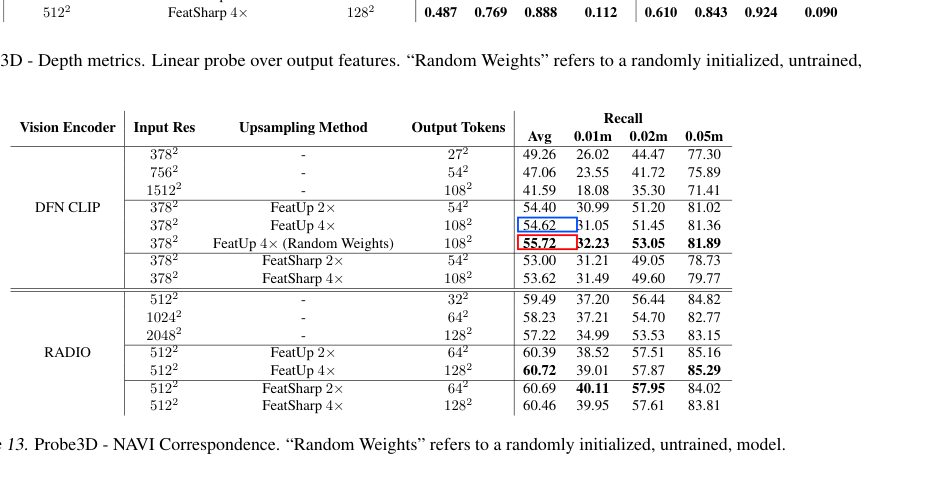 512² FeatSharp 4× 128² 0.487 0.769 0.888 0.112 0.610 0.843 0.924 0.090
3D - Depth metrics. Linear probe over output features. “Random Weights” refers to a randomly initialized, untrained,
Vision Encoder Input Res Upsampling Method Output Tokens Recall
Avg 0.01m 0.02m 0.05m
378² - 27² 49.26 26.02 44.47 77.30
756² - 54² 47.06 23.55 41.72 75.89
1512² - 108² 41.59 18.08 35.30 71.41
DFN CLIP 378² FeatUp 2× 54² 54.40 30.99 51.20 81.02
378² FeatUp 4× 108² 54.62 31.05 51.45 81.36
378² FeatUp 4× (Random Weights) 108² 55.72 32.23 53.05 81.89
378² FeatSharp 2× 54² 53.00 31.21 49.05 78.73
378² FeatSharp 4× 108² 53.62 31.49 49.60 79.77
512² - 32² 59.49 37.20 56.44 84.82
1024² - 64² 58.23 37.21 54.70 82.77
2048² - 128² 57.22 34.99 53.53 83.15
RADIO 512² FeatUp 2× 64² 60.39 38.52 57.51 85.16
512² FeatUp 4× 128² 60.72 39.01 57.87 85.29
512² FeatSharp 2× 64² 60.69 40.11 57.95 84.02
512² FeatSharp 4× 128² 60.46 39.95 57.61 83.81
13. Probe3D - NAVI Correspondence. “Random Weights” refers to a randomly initialized, untrained, model.